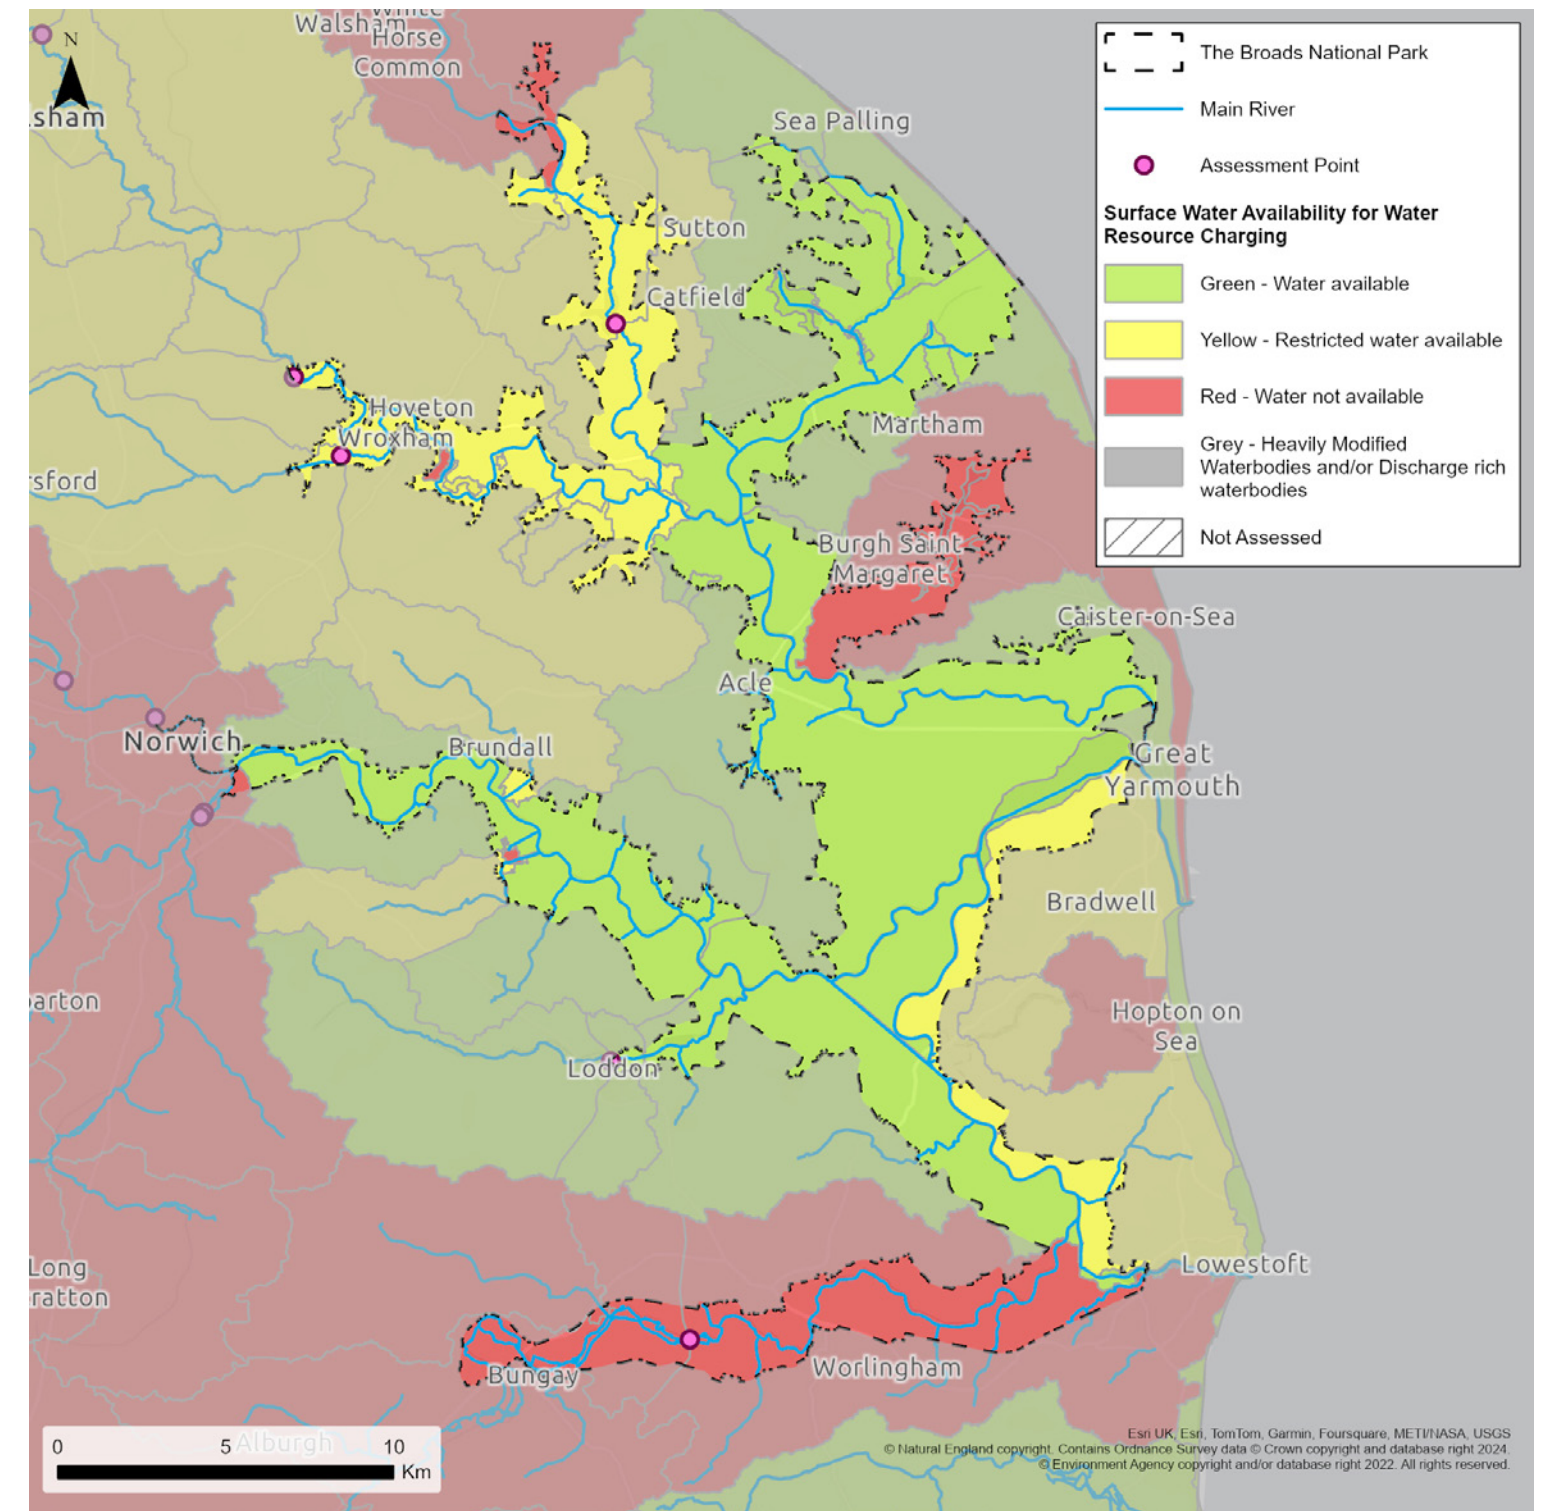 White
Walsham
Horse
Common
N
sham
Sea Palling
Sutton
Catfield
Hoveton
Wroxham
Martham
rsford
Burgh Saint
Margaret
Caister-on-Sea
Acle
Norwich
Brundall
Great
Yarmouth
Bradwell
arton
Hopton on
Sea
Loddon
Long
ratton
Lowestoft
Bungay
Worlingham
Alburgh
The Broads National Park
Main River
Assessment Point
Surface Water Availability for Water
Resource Charging
Green - Water available
Yellow - Restricted water available
Red - Water not available
Grey - Heavily Modified
Waterbodies and/or Discharge rich
waterbodies
Not Assessed
0 5 10
Km
Esri UK, Esri, TomTom, Garmin, Foursquare, METI/NASA, USGS
© Natural England copyright. Contains Ordnance Survey data © Crown copyright and database right 2024.
© Environment Agency copyright and/or database right 2022. All rights reserved.